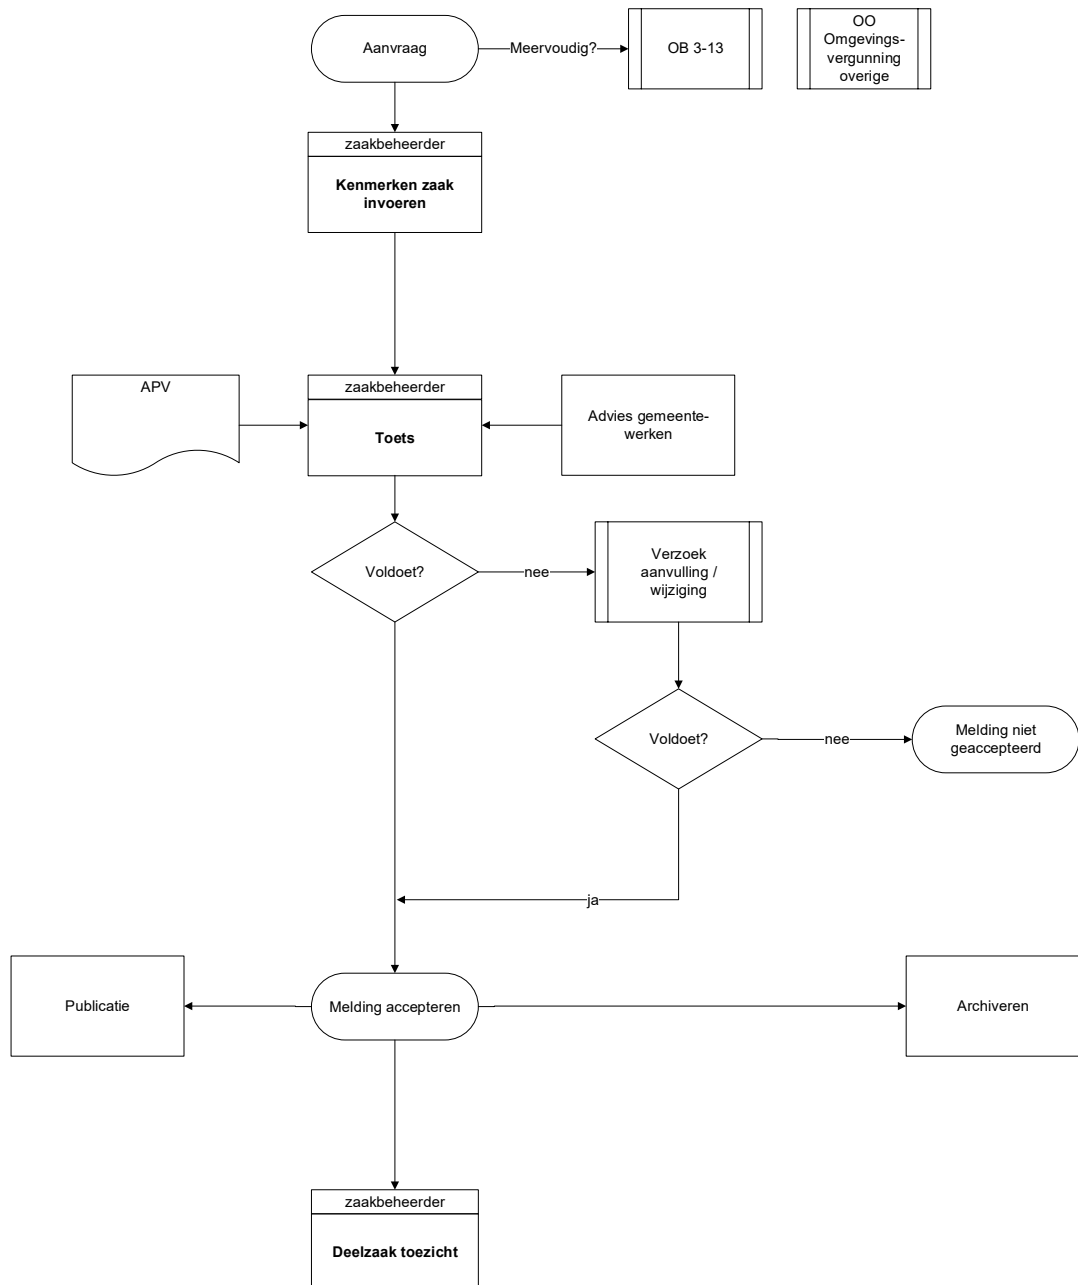 Aanvraag
Meervoudig?
OB 3-13
OO
Omgevings-
vergunning
overige
zaakbeheerder
Kenmerken zaak
invoeren
APV
zaakbeheerder
Toets
Advies gemeente-
werken
Voldoet?
nee
Verzoek
aanvulling /
wijziging
Voldoet?
nee
Melding niet
geaccepteerd
ja
Publicatie
Melding accepteren
Archiveren
zaakbeheerder
Deelzaak toezicht